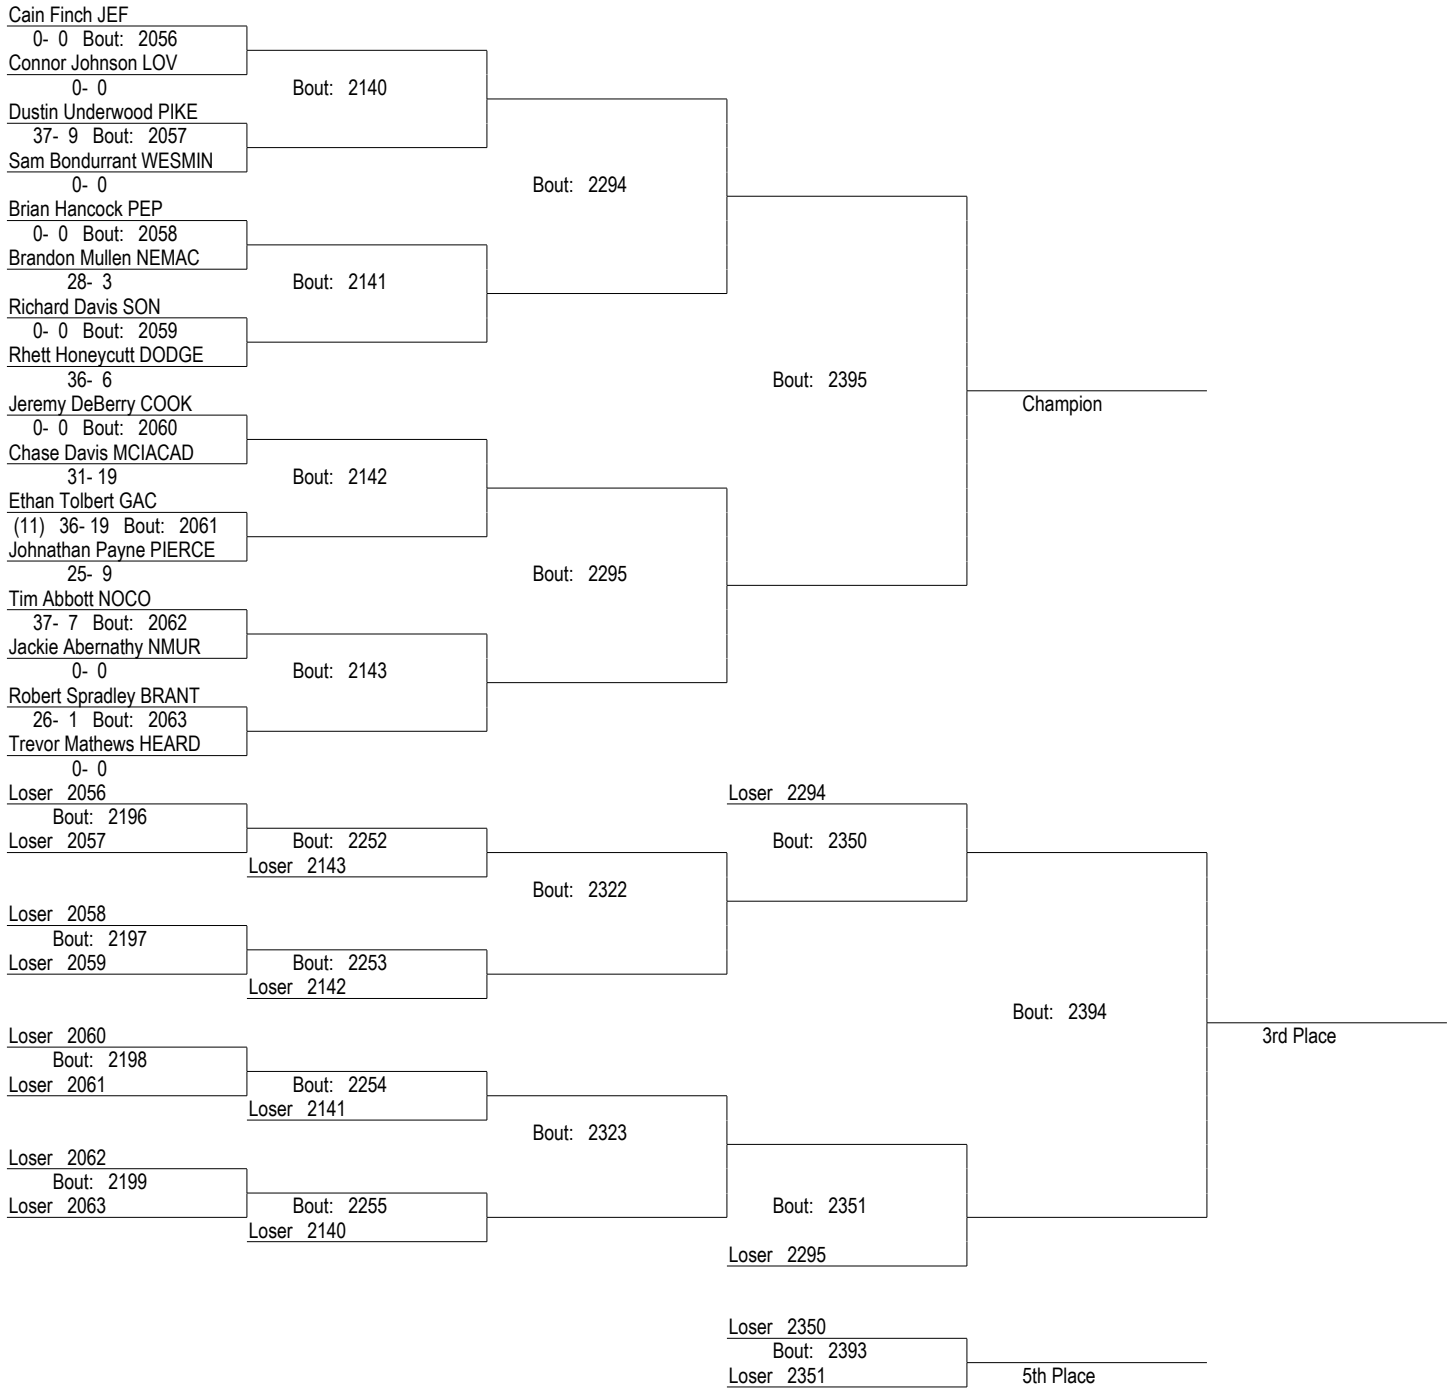 Cain Finch JEF
0- 0 Bout: 2056
Connor Johnson LOV
0- 0
Bout: 2140
Dustin Underwood PIKE
37- 9 Bout: 2057
Sam Bondurrant WESMIN
0- 0
Bout: 2294
Brian Hancock PEP
0- 0 Bout: 2058
Brandon Mullen NEMAC
28- 3
Bout: 2141
Richard Davis SON
0- 0 Bout: 2059
Rhett Honeycutt DODGE
36- 6
Bout: 2395
Jeremy DeBerry COOK
Champion
0- 0 Bout: 2060
Chase Davis MCIACAD
31- 19
Bout: 2142
Ethan Tolbert GAC
(11) 36- 19 Bout: 2061
Johnathan Payne PIERCE
25- 9
Bout: 2295
Tim Abbott NOCO
37- 7 Bout: 2062
Jackie Abernathy NMUR
0- 0
Bout: 2143
Robert Spradley BRANT
26- 1 Bout: 2063
Trevor Mathews HEARD
0- 0
Loser 2056
Loser 2294
Bout: 2196
Loser 2057
Bout: 2252
Bout: 2350
Loser 2143
Bout: 2322
Loser 2058
Bout: 2197
Loser 2059
Bout: 2253
Loser 2142
Bout: 2394
Loser 2060
3rd Place
Bout: 2198
Loser 2061
Bout: 2254
Loser 2141
Bout: 2323
Loser 2062
Bout: 2199
Loser 2063
Bout: 2255
Bout: 2351
Loser 2140
Loser 2295
Loser 2350
Bout: 2393
Loser 2351
5th Place